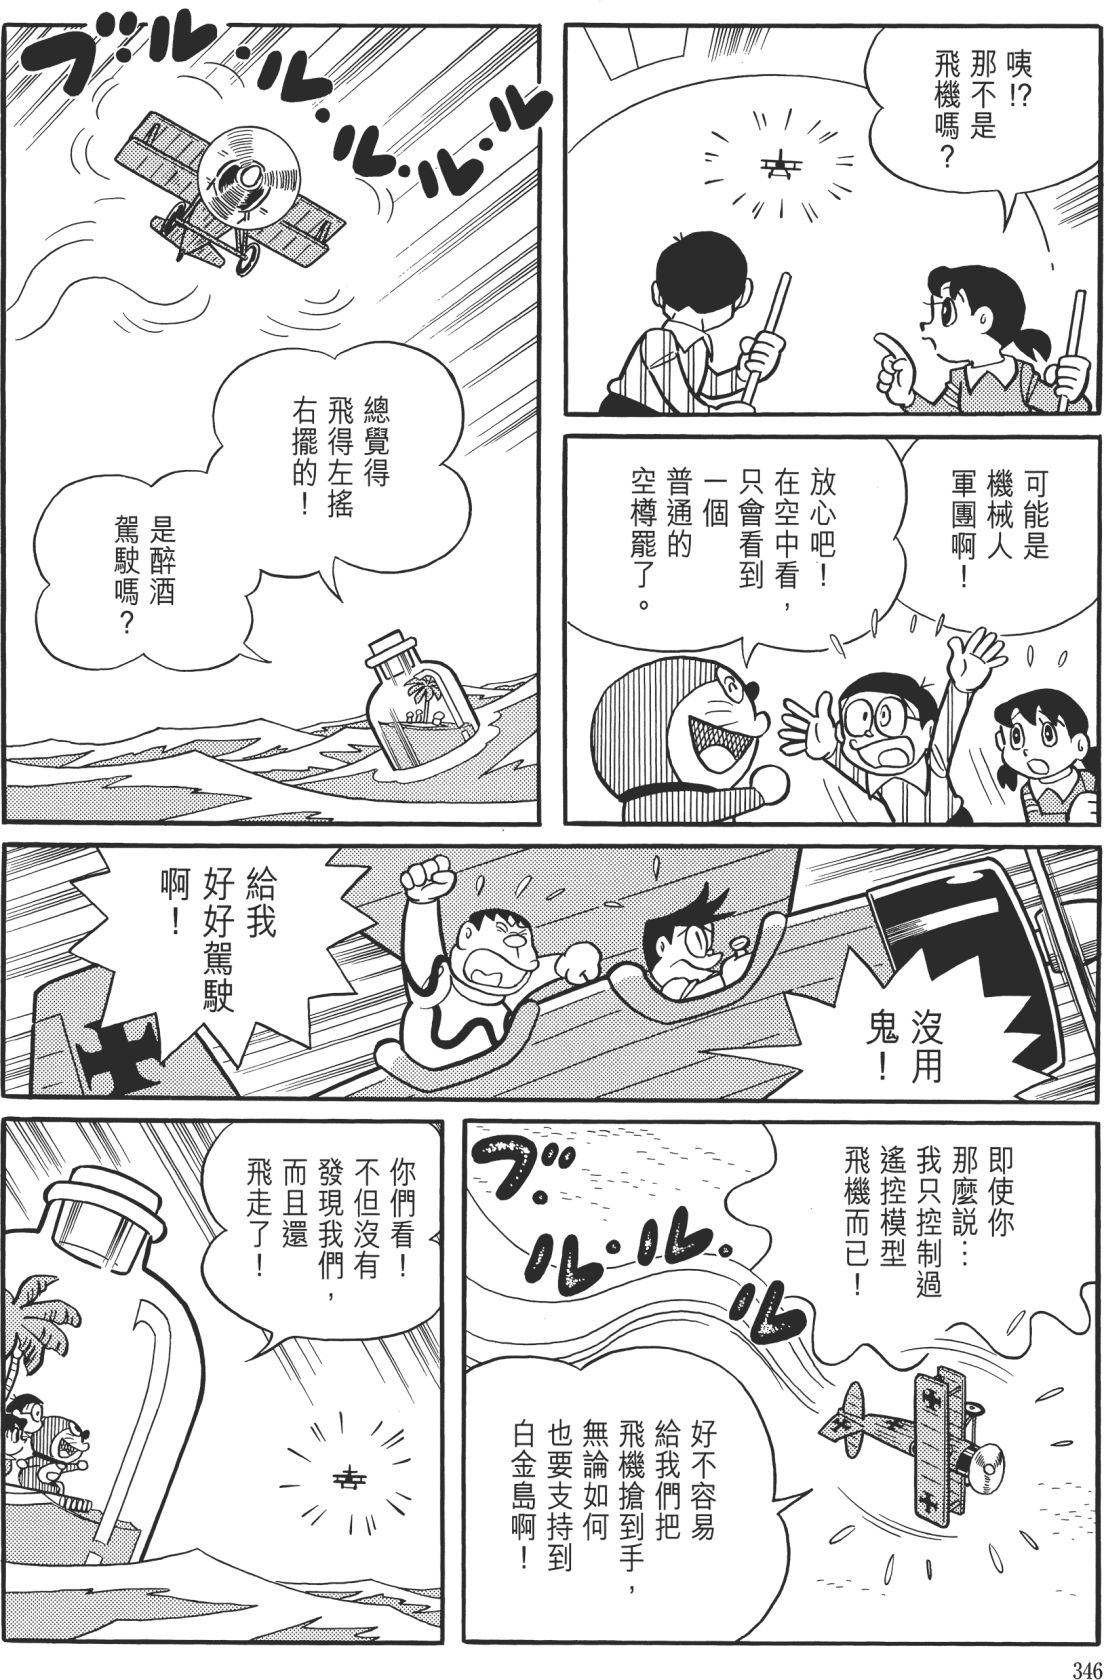 咦!?
那不是
飛機嗎?
可能是
機械人
軍團啊!
放心吧!
在空中看,
只會看到
一個
普通的
空樽罷了。
ブルルルルル
總覺得
飛得左搖
右擺的!
是醉酒
駕駛嗎?
沒用
鬼!
給我
好好駕駛
啊!
即使你
那麼説…
我只控制過
遙控模型
飛機而已!
ブルルル
好不容易
給我們把
飛機搶到手,
無論如何
也要支持到
白金島啊!
你們看!
不但沒有
發現我們,
而且還
飛走了!
346